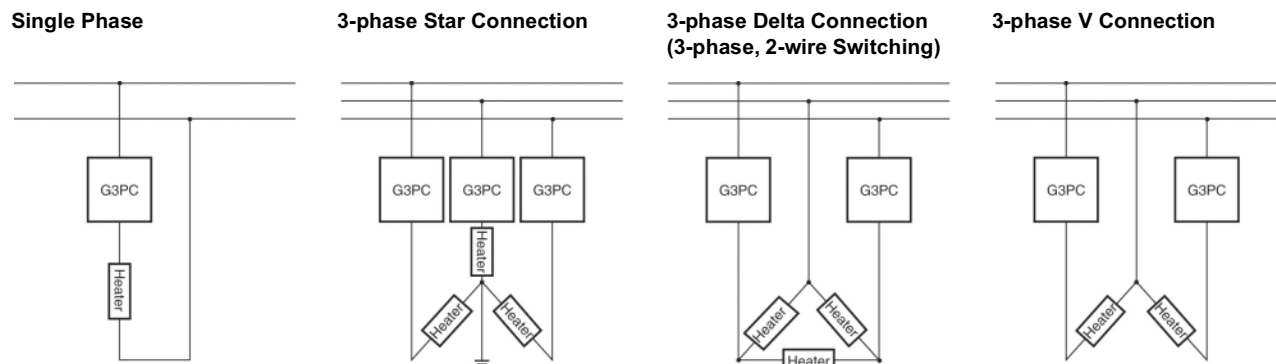 Single Phase
3-phase Star Connection
3-phase Delta Connection
(3-phase, 2-wire Switching)
3-phase V Connection
G3PC
Heater
G3PC
G3PC
G3PC
Heater
Heater
Heater
G3PC
G3PC
Heater
Heater
Heater
G3PC
G3PC
Heater
Heater